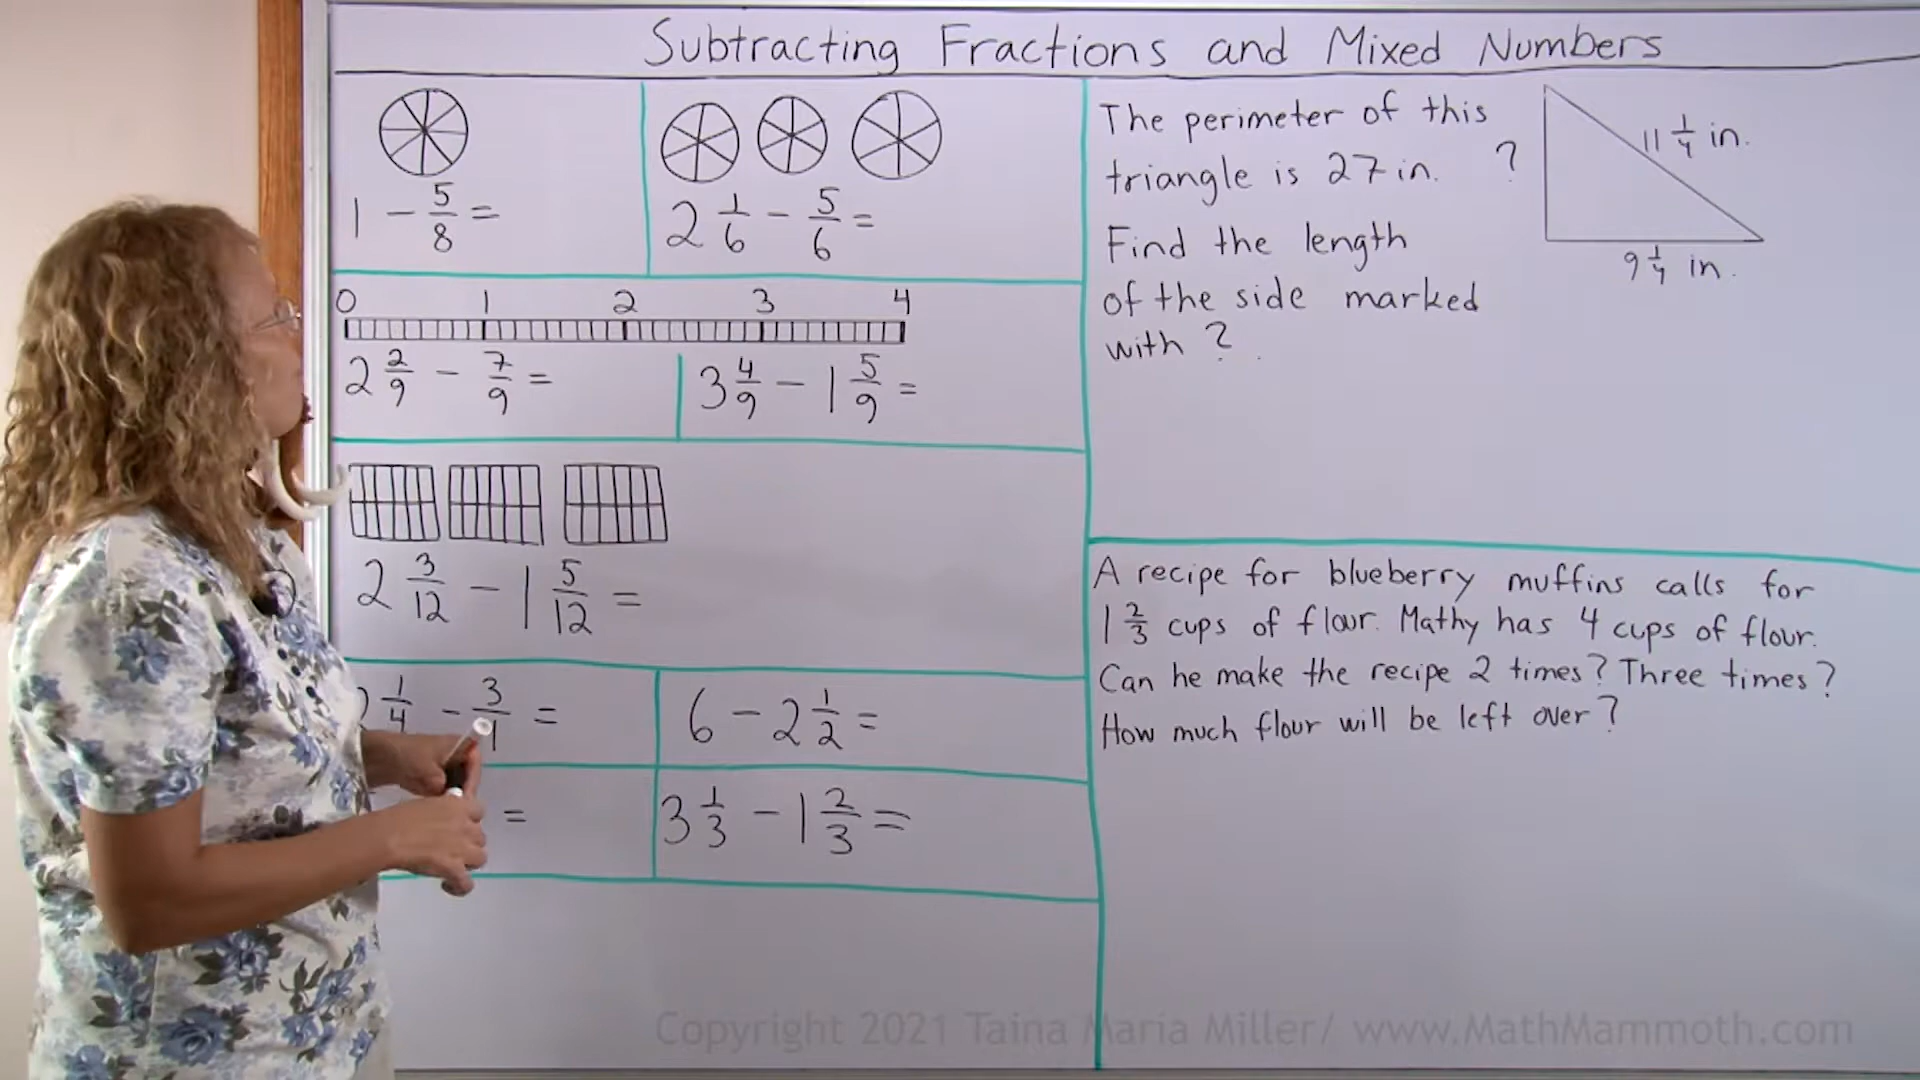 Subtracting Fractions and Mixed Numbers
1 - 5/8 =
2 1/6 - 5/6 =
0 1 2 3 4
2 2/9 - 7/9 =
3 4/9 - 1 5/9 =
2 3/12 - 1 5/12 =
2 1/4 - 3/4 =
6 - 2 1/2 =
=
3 1/3 - 1 2/3 =
The perimeter of this
triangle is 27 in.
Find the length
of the side marked
with ?
?
11 1/4 in.
9 1/4 in.
A recipe for blueberry muffins calls for
1 2/3 cups of flour. Mathy has 4 cups of flour.
Can he make the recipe 2 times? Three times?
How much flour will be left over?
Copyright 2021 Taina Maria Miller/ www.MathMammoth.com